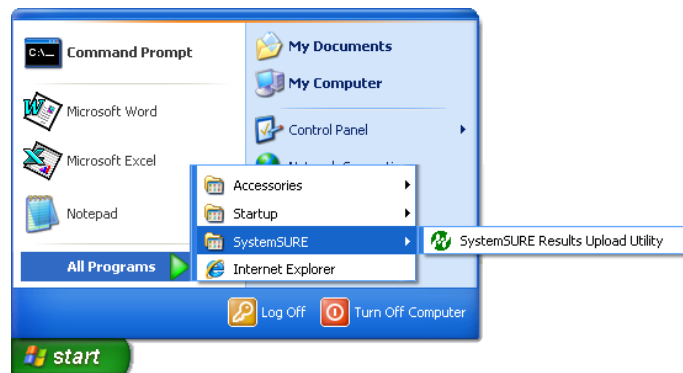 C:\_ Command Prompt
My Documents
My Computer
Microsoft Word
Control Panel
Microsoft Excel
Accessories
Notepad
Startup
SystemSURE
SystemSURE Results Upload Utility
All Programs
Internet Explorer
Log Off
Turn Off Computer
start